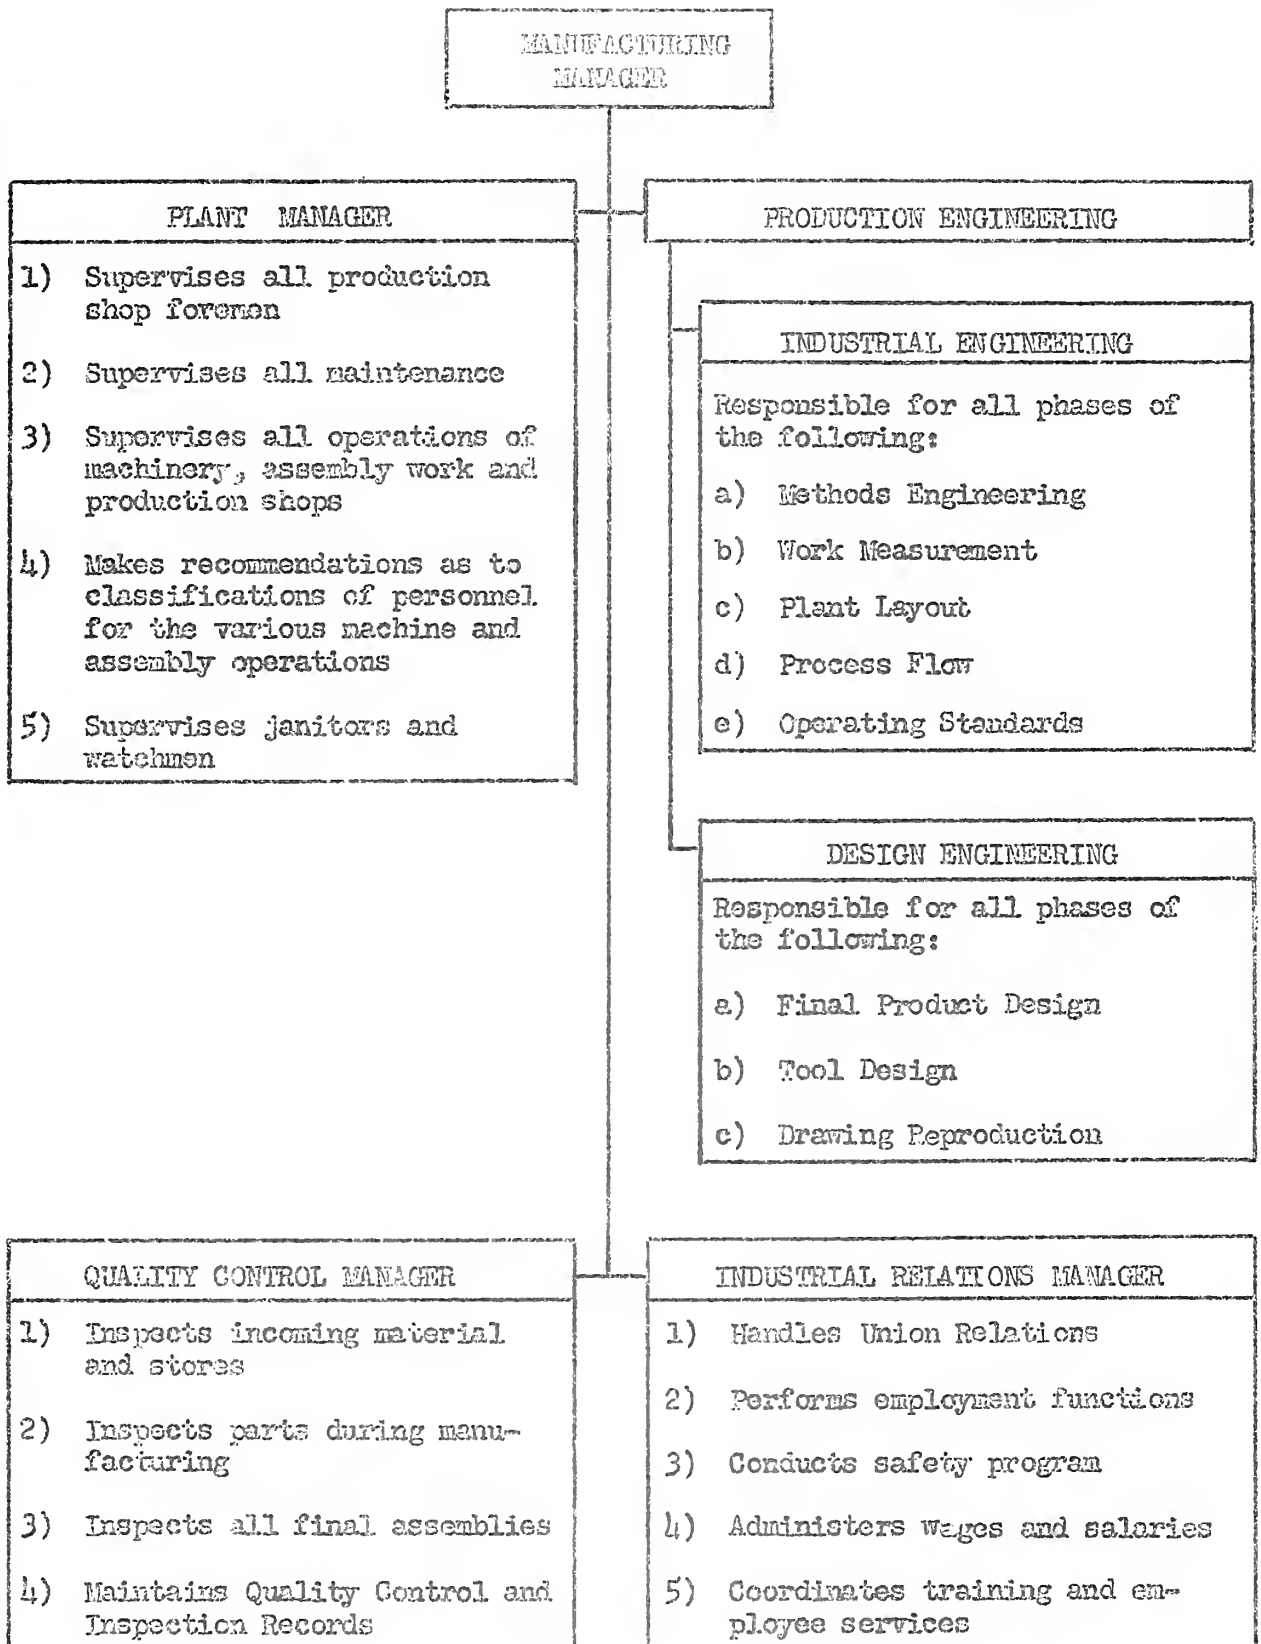 MANUFACTURING
MANAGER
PLANT MANAGER
1) Supervises all production
shop foremen
2) Supervises all maintenance
3) Supervises all operations of
machinery, assembly work and
production shops
4) Makes recommendations as to
classifications of personnel
for the various machine and
assembly operations
5) Supervises janitors and
watchmen
PRODUCTION ENGINEERING
INDUSTRIAL ENGINEERING
Responsible for all phases of
the following:
a) Methods Engineering
b) Work Measurement
c) Plant Layout
d) Process Flow
e) Operating Standards
DESIGN ENGINEERING
Responsible for all phases of
the following:
a) Final Product Design
b) Tool Design
c) Drawing Reproduction
QUALITY CONTROL MANAGER
1) Inspects incoming material
and stores
2) Inspects parts during manu-
facturing
3) Inspects all final assemblies
4) Maintains Quality Control and
Inspection Records
INDUSTRIAL RELATIONS MANAGER
1) Handles Union Relations
2) Performs employment functions
3) Conducts safety program
4) Administers wages and salaries
5) Coordinates training and em-
ployee services